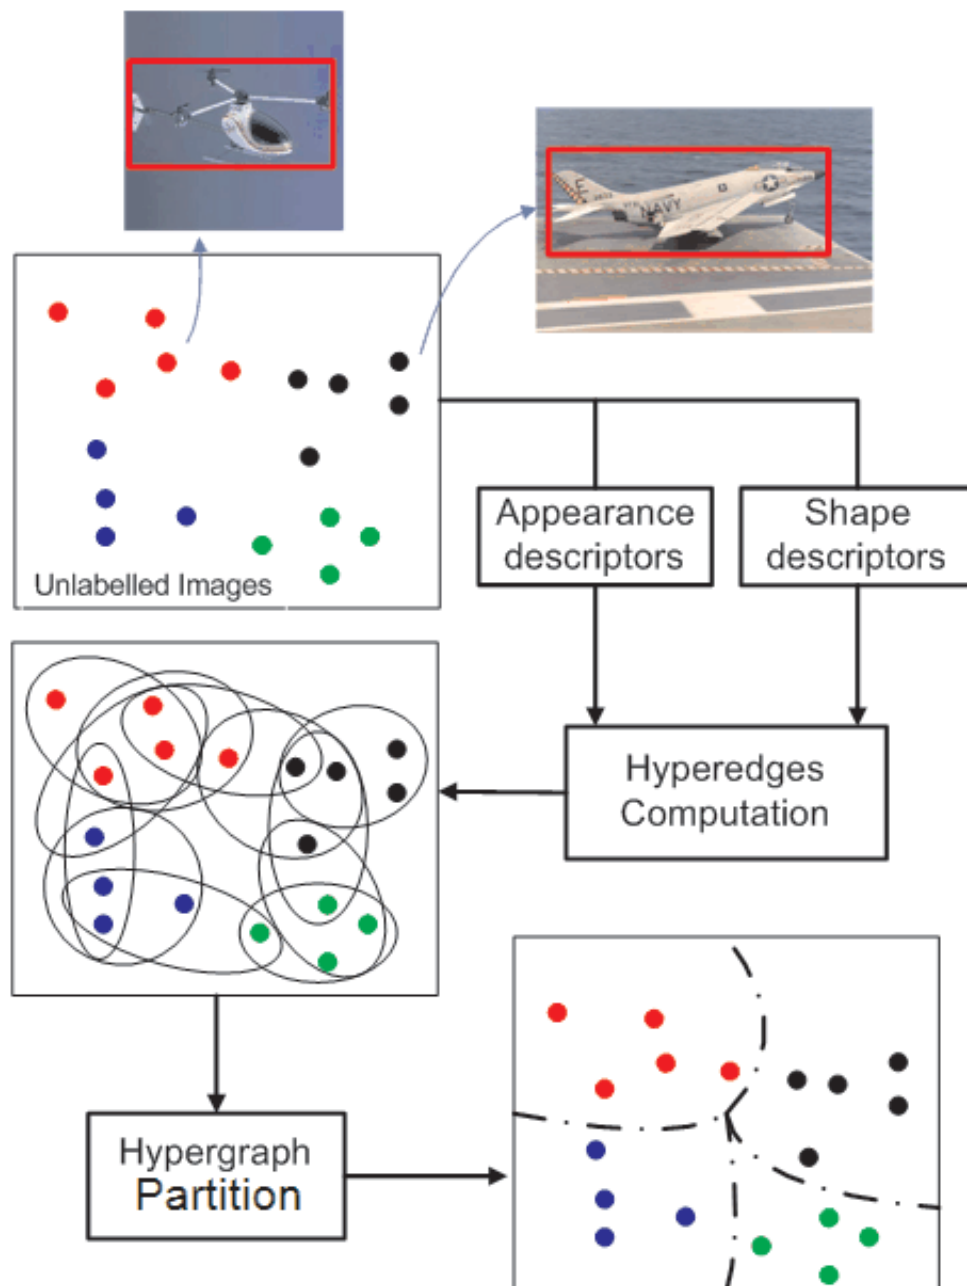 NAVY
Unlabelled Images
Appearance
descriptors
Shape
descriptors
Hyperedges
Computation
Hypergraph
Partition